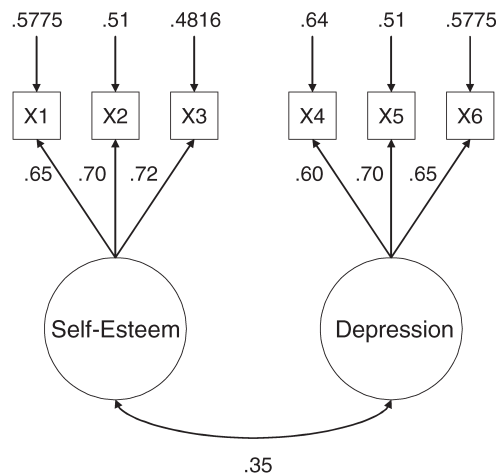 .5775 .51 .4816 .64 .51 .5775
X1 X2 X3 X4 X5 X6
.65 .70 .72 .60 .70 .65
Self-Esteem Depression
.35